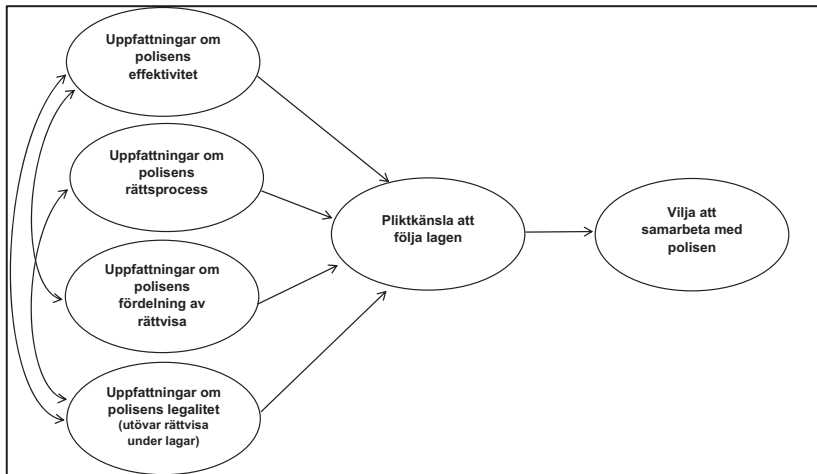 Uppfattningar om
polisens
effektivitet
Uppfattningar om
polisens
rättsprocess
Uppfattningar om
polisens
fördelning av
rättvisa
Uppfattningar om
polisens legalitet
(utövar rättvisa
under lagar)
Pliktkänsla att
följa lagen
Vilja att
samarbeta med
polisen